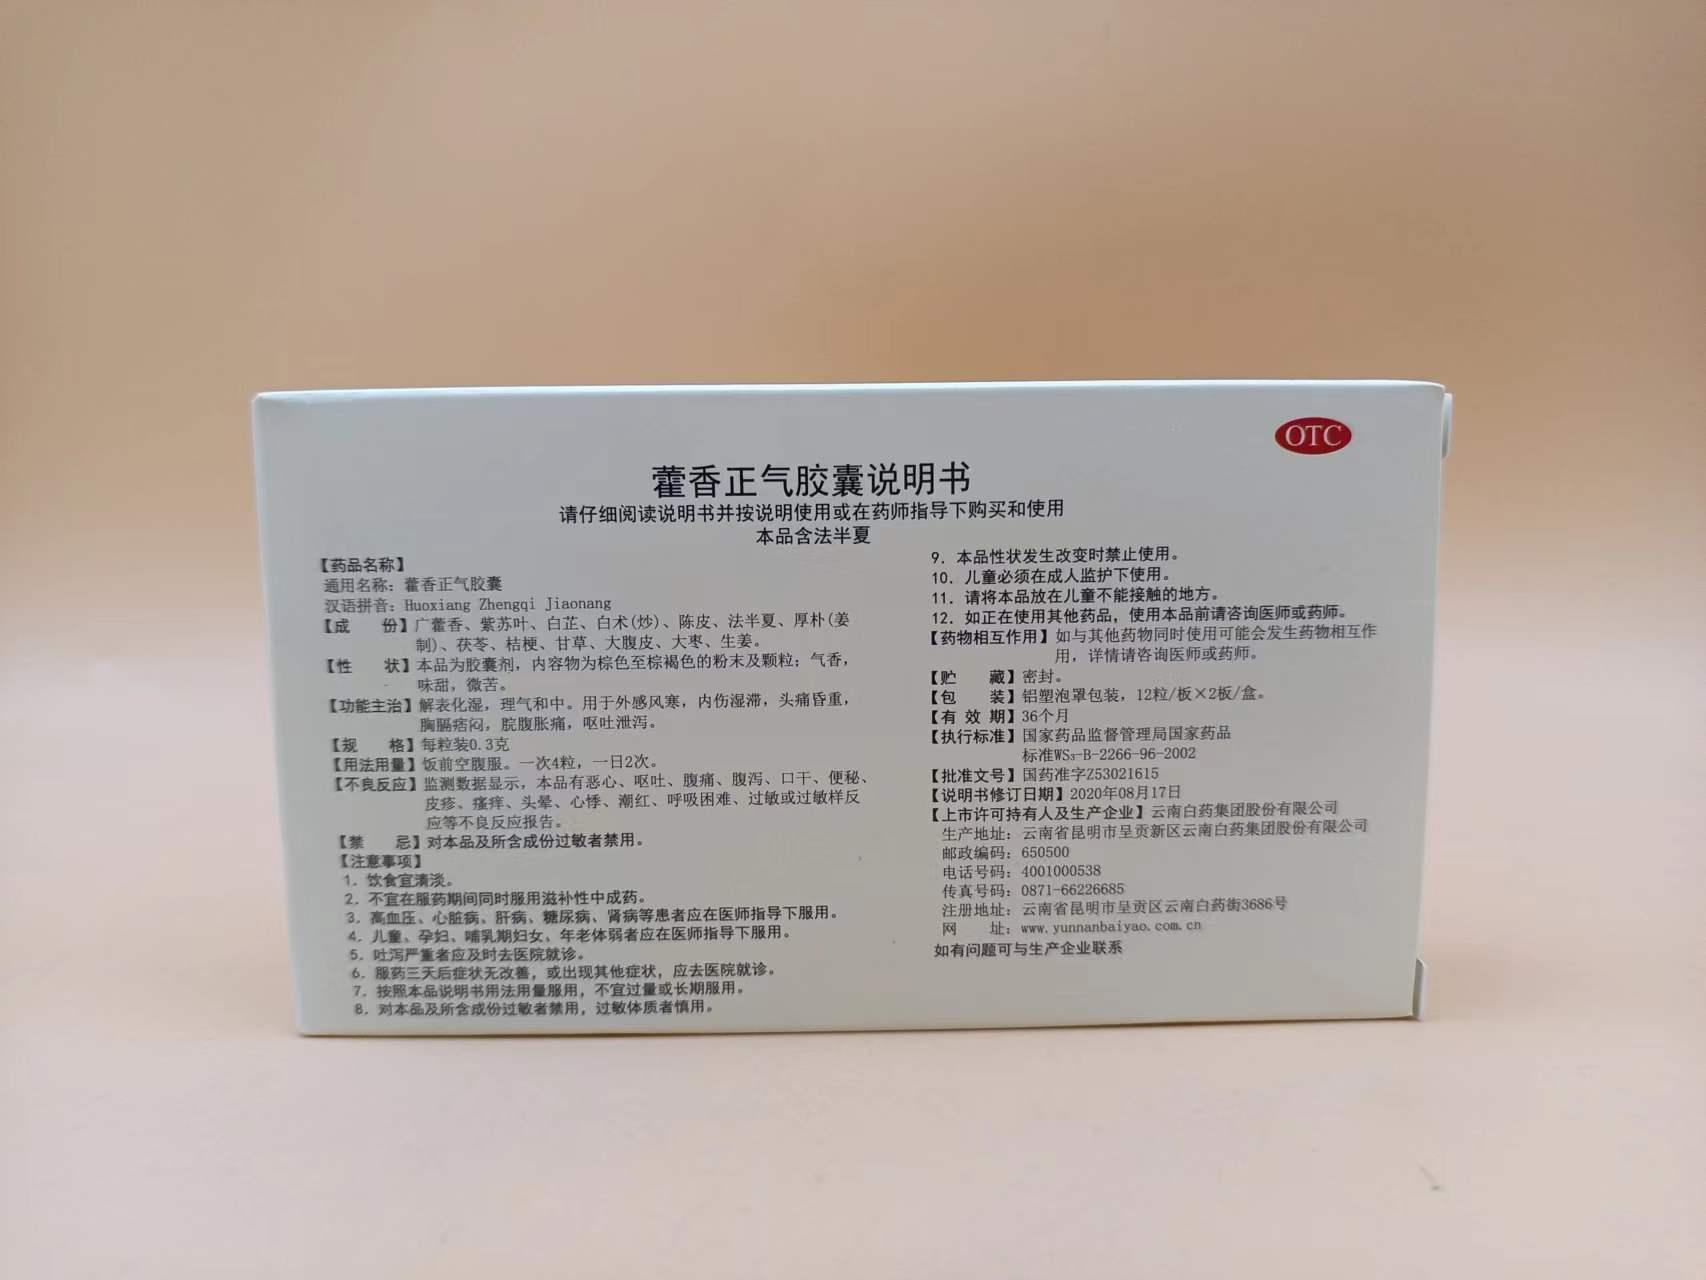 OTC
藿香正气胶囊说明书
请仔细阅读说明书并按说明使用或在药师指导下购买和使用
本品含法半夏
【药品名称】
通用名称：藿香正气胶囊
汉语拼音：Huoxiang Zhengqi Jiaonang
【成 份】广藿香、紫苏叶、白芷、白术(炒)、陈皮、法半夏、厚朴(姜
制)、茯苓、桔梗、甘草、大腹皮、大枣、生姜。
【性 状】本品为胶囊剂，内容物为棕色至棕褐色的粉末及颗粒；气香，
味甜，微苦。
【功能主治】解表化湿，理气和中。用于外感风寒，内伤湿滞，头痛昏重，
胸膈痞闷，脘腹胀痛，呕吐泄泻。
【规 格】每粒装0.3克
【用法用量】饭前空腹服。一次4粒，一日2次。
【不良反应】监测数据显示，本品有恶心、呕吐、腹痛、腹泻、口干、便秘、
皮疹、瘙痒、头晕、心悸、潮红、呼吸困难、过敏或过敏样反
应等不良反应报告。
【禁 忌】对本品及所含成份过敏者禁用。
【注意事项】
1．饮食宜清淡。
2．不宜在服药期间同时服用滋补性中成药。
3．高血压、心脏病、肝病、糖尿病、肾病等患者应在医师指导下服用。
4．儿童、孕妇、哺乳期妇女、年老体弱者应在医师指导下服用。
5．吐泻严重者应及时去医院就诊。
6．服药三天后症状无改善，或出现其他症状，应去医院就诊。
7．按照本品说明书用法用量服用，不宜过量或长期服用。
8．对本品及所含成份过敏者禁用，过敏体质者慎用。
9．本品性状发生改变时禁止使用。
10．儿童必须在成人监护下使用。
11．请将本品放在儿童不能接触的地方。
12．如正在使用其他药品，使用本品前请咨询医师或药师。
【药物相互作用】如与其他药物同时使用可能会发生药物相互作
用，详情请咨询医师或药师。
【贮 藏】密封。
【包 装】铝塑泡罩包装，12粒/板×2板/盒。
【有 效 期】36个月
【执行标准】国家药品监督管理局国家药品
标准WS₃-B-2266-96-2002
【批准文号】国药准字Z53021615
【说明书修订日期】2020年08月17日
【上市许可持有人及生产企业】云南白药集团股份有限公司
生产地址：云南省昆明市呈贡新区云南白药集团股份有限公司
邮政编码：650500
电话号码：4001000538
传真号码：0871-66226685
注册地址：云南省昆明市呈贡区云南白药街3686号
网 址：www.yunnanbaiyao.com.cn
如有问题可与生产企业联系